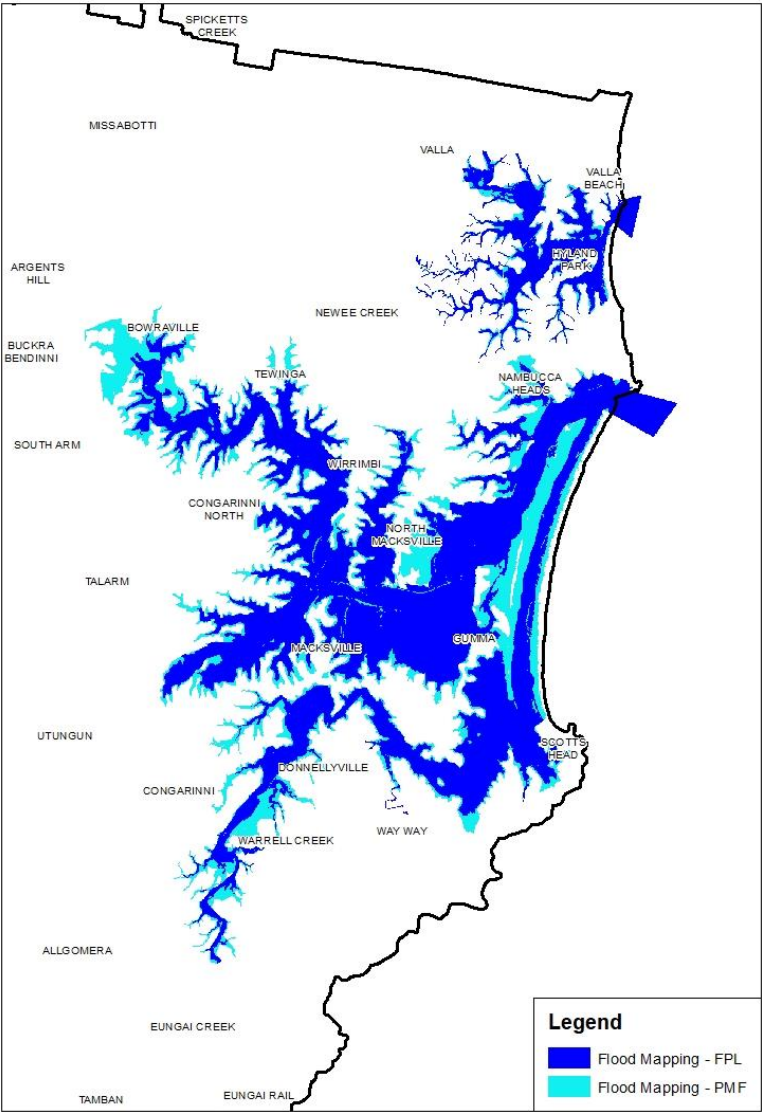 SPICKETTS
CREEK
MISSABOTTI
VALLA
VALLA
BEACH
ARGENTS
HILL
HYLAND
PARK
NEWEE CREEK
BOWRAVILLE
BUCKRA
BENDINNI
TEWINGA
NAMBUCCA
HEADS
SOUTH ARM
WIRRIMBI
CONGARINNI
NORTH
NORTH
MACKSVILLE
TALARM
GUMMA
MACKSVILLE
UTUNGUN
SCOTTS
HEAD
DONNELLYVILLE
CONGARINNI
WAY WAY
WARRELL CREEK
ALLGOMERA
EUNGAI CREEK
TAMBAN
EUNGAI RAIL
Legend
Flood Mapping - FPL
Flood Mapping - PMF